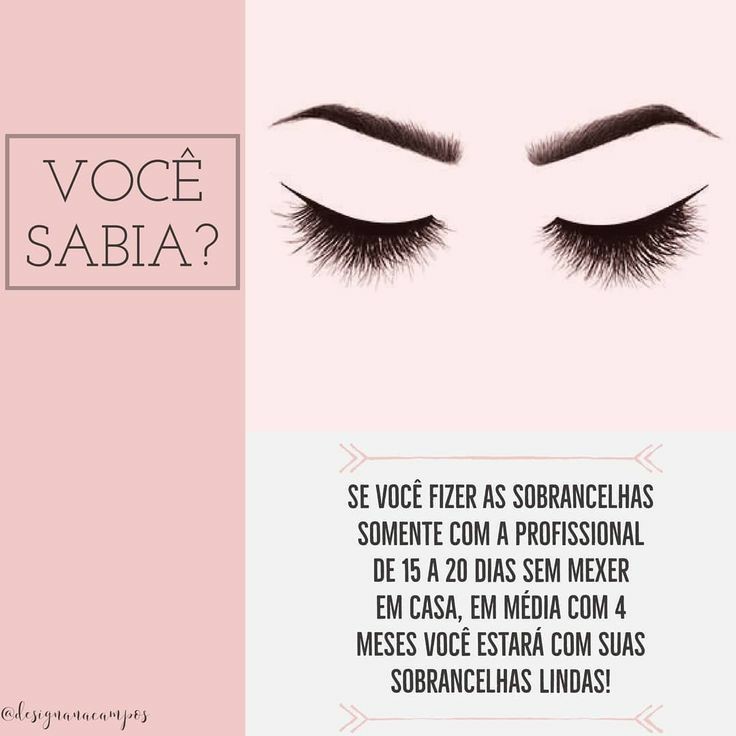 VOCÊ
SABIA?
SE VOCÊ FIZER AS SOBRANCELHAS
SOMENTE COM A PROFISSIONAL
DE 15 A 20 DIAS SEM MEXER
EM CASA, EM MÉDIA COM 4
MESES VOCÊ ESTARÁ COM SUAS
SOBRANCELHAS LINDAS!
@designanacampos